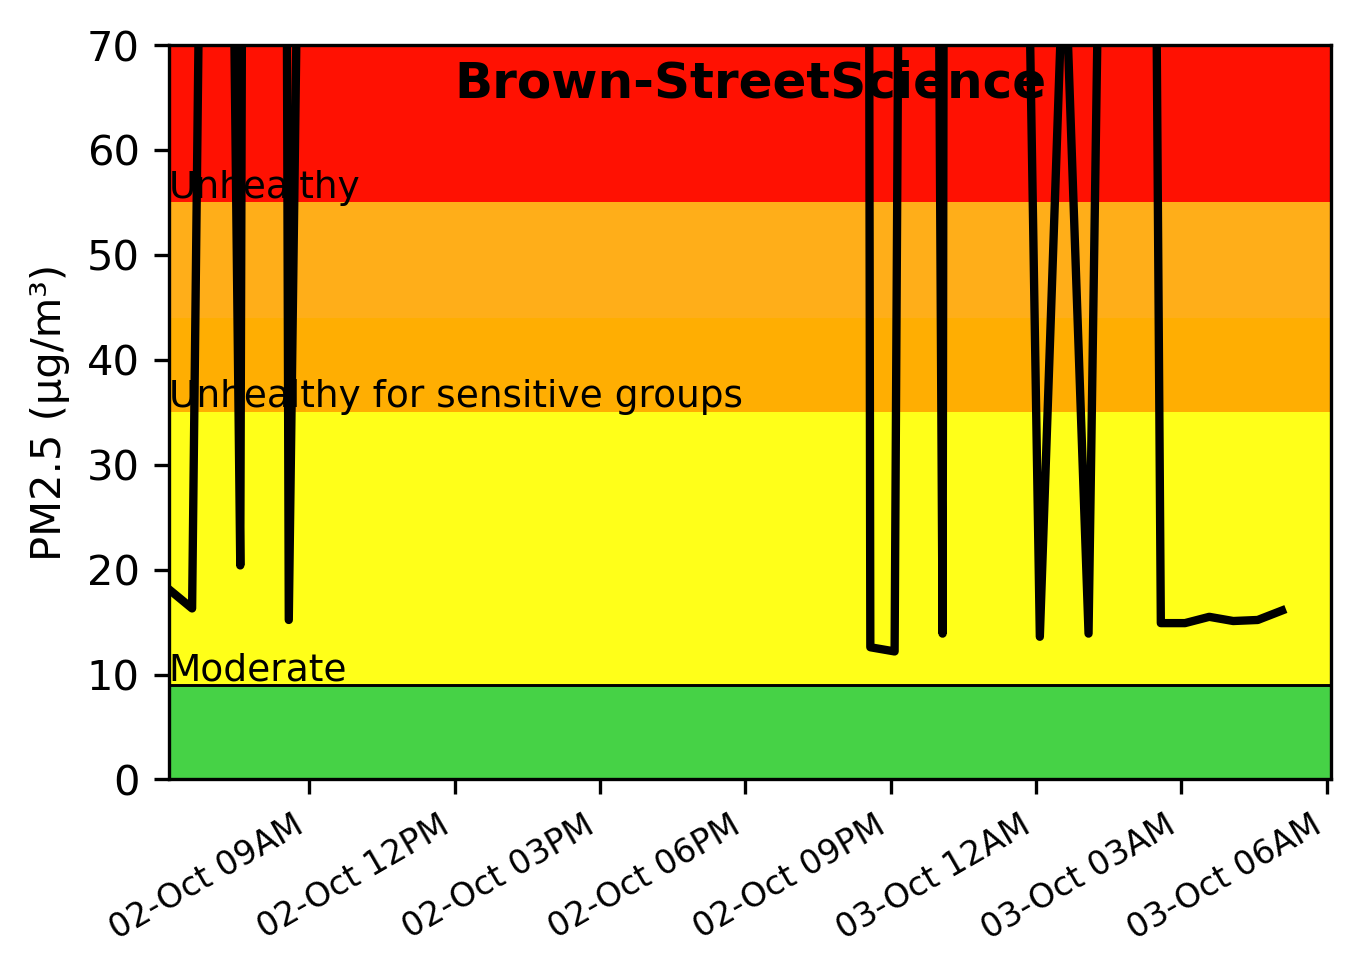 Brown-StreetScience
PM2.5 (µg/m³)
70
60
50
40
30
20
10
0
Unhealthy
Unhealthy for sensitive groups
Moderate
02-Oct 09AM
02-Oct 12PM
02-Oct 03PM
02-Oct 06PM
02-Oct 09PM
03-Oct 12AM
03-Oct 03AM
03-Oct 06AM